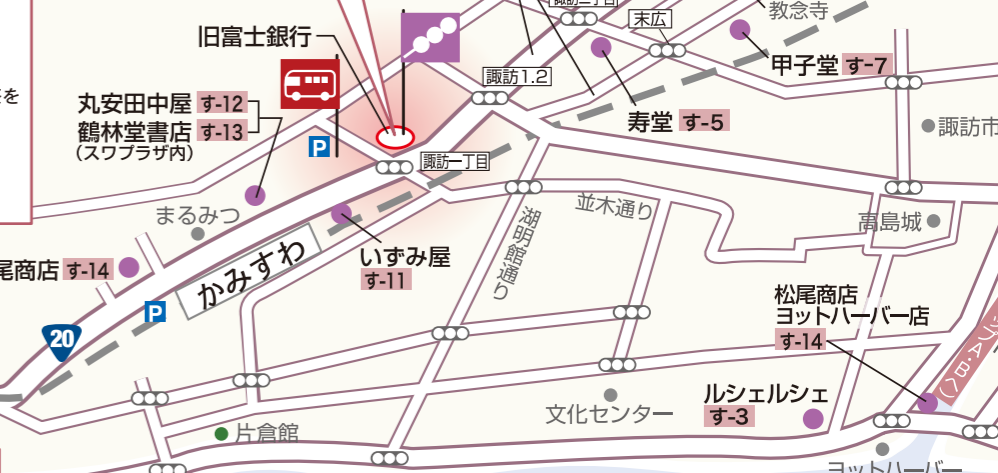 教念寺
末広
旧富士銀行
甲子堂 す-7
諏訪1.2
を
丸安田中屋 す-12
鶴林堂書店 す-13
(スワプラザ内)
寿堂 す-5
P
諏訪市
諏訪一丁目
まるみつ
並木通り
湖明館通り
高島城
かみすわ
いずみ屋
す-11
尾商店 す-14
松尾商店
ヨットハーバー店
す-14
P
20
ルシェルシェ
す-3
文化センター
片倉館
ヨットハーバー